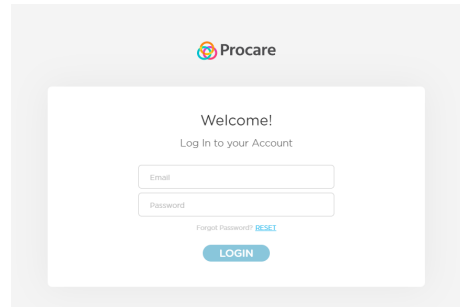 Procare
Welcome!
Log In to your Account
Email
Password
Forgot Password? RESET
LOGIN